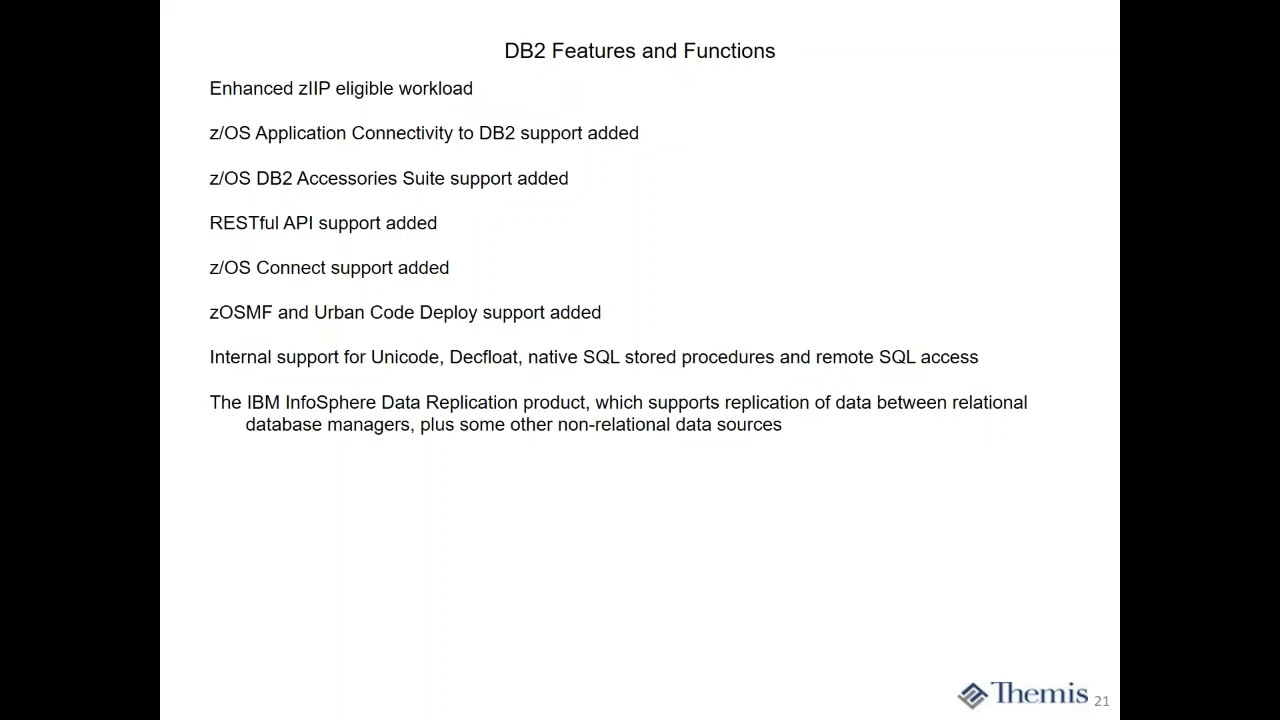 DB2 Features and Functions
Enhanced zIIP eligible workload
z/OS Application Connectivity to DB2 support added
z/OS DB2 Accessories Suite support added
RESTful API support added
z/OS Connect support added
zOSMF and Urban Code Deploy support added
Internal support for Unicode, Decfloat, native SQL stored procedures and remote SQL access
The IBM InfoSphere Data Replication product, which supports replication of data between relational
database managers, plus some other non-relational data sources
Themis 21